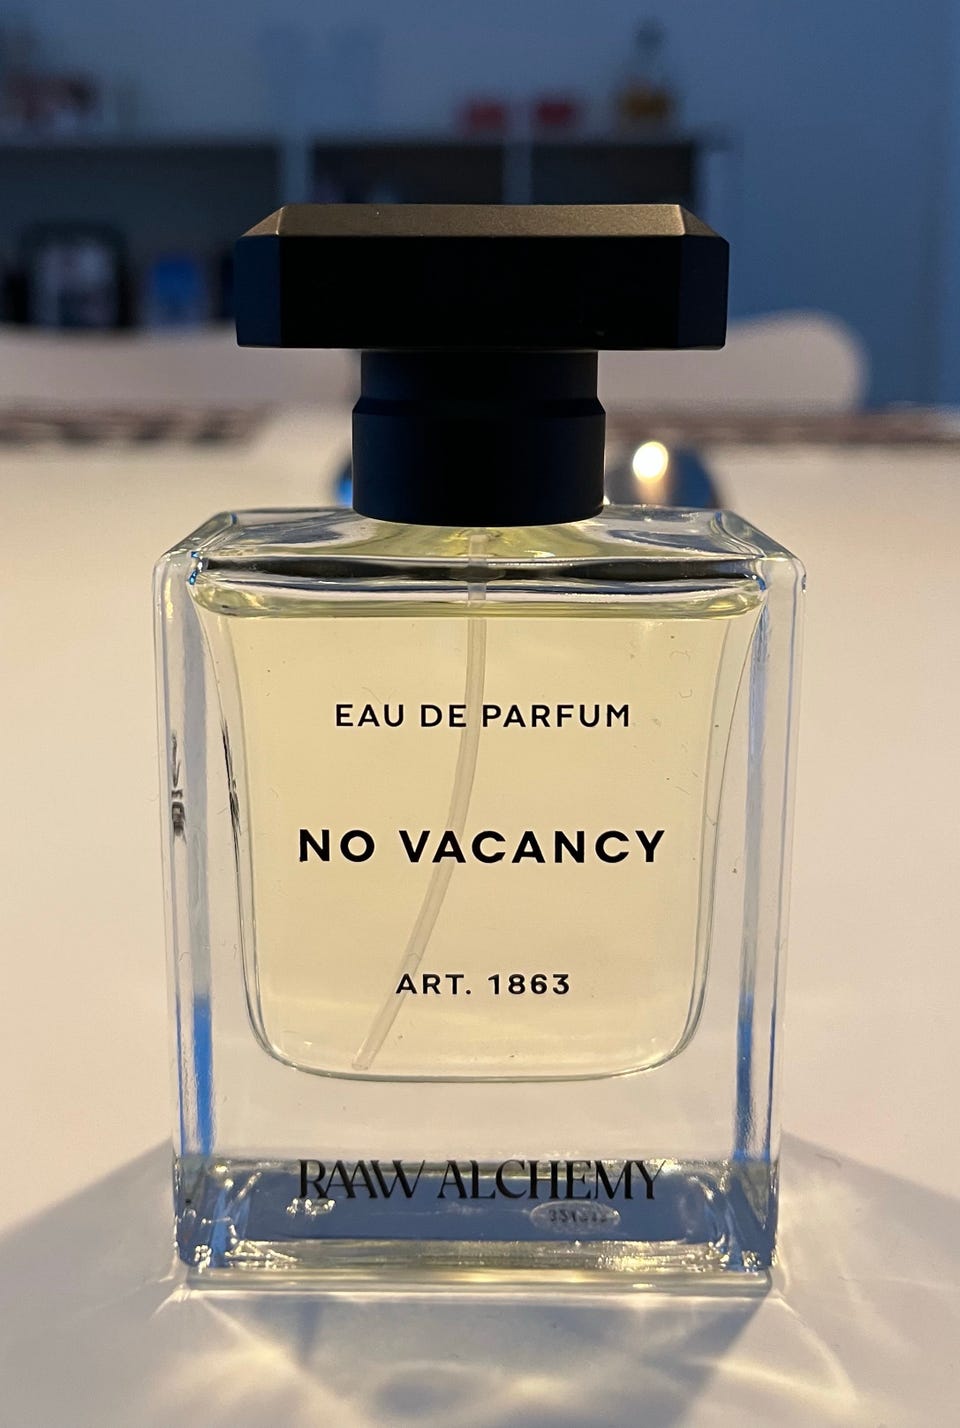 EAU DE PARFUM
NO VACANCY
ART. 1863
RAAW ALCHEMY